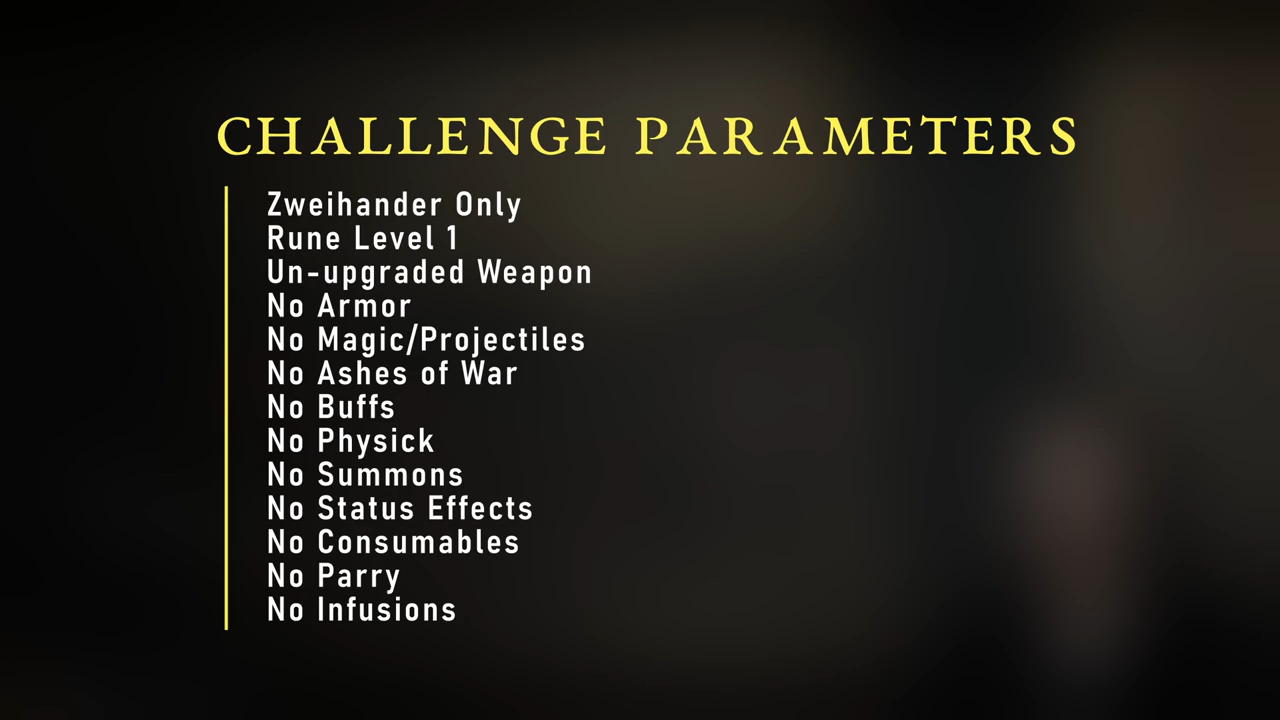 CHALLENGE PARAMETERS
Zweihander Only
Rune Level 1
Un-upgraded Weapon
No Armor
No Magic/Projectiles
No Ashes of War
No Buffs
No Physick
No Summons
No Status Effects
No Consumables
No Parry
No Infusions